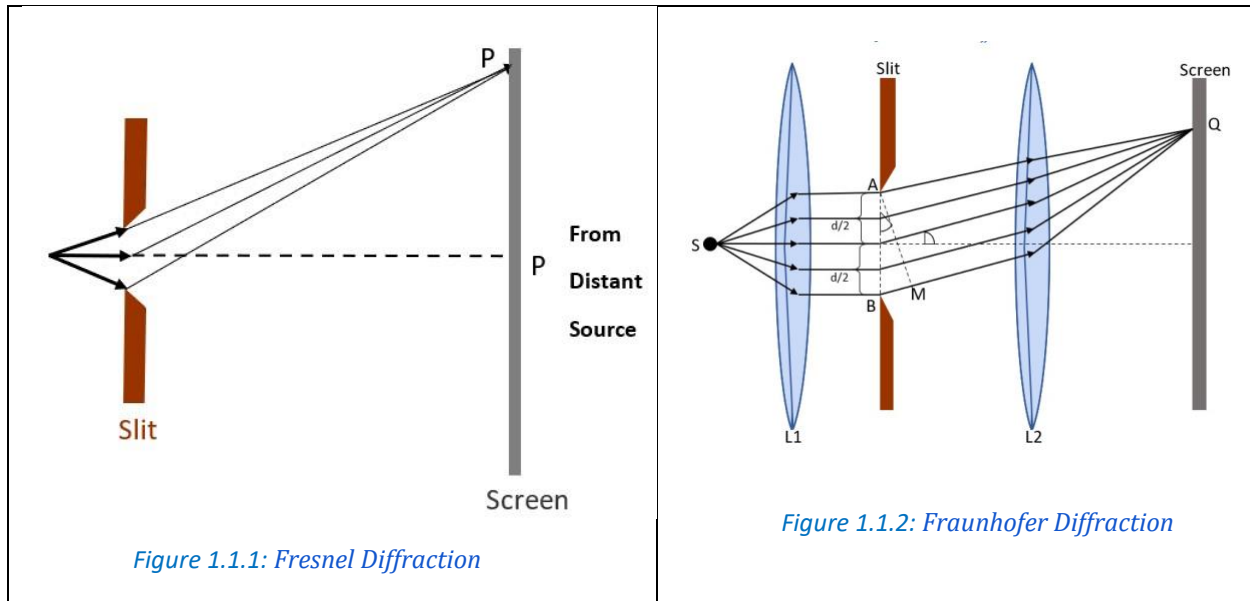 P
P
From
Distant
Source
Slit
Screen
Figure 1.1.1: Fresnel Diffraction
Slit
Screen
Q
A
d/2
S
d/2
M
B
L1
L2
Figure 1.1.2: Fraunhofer Diffraction